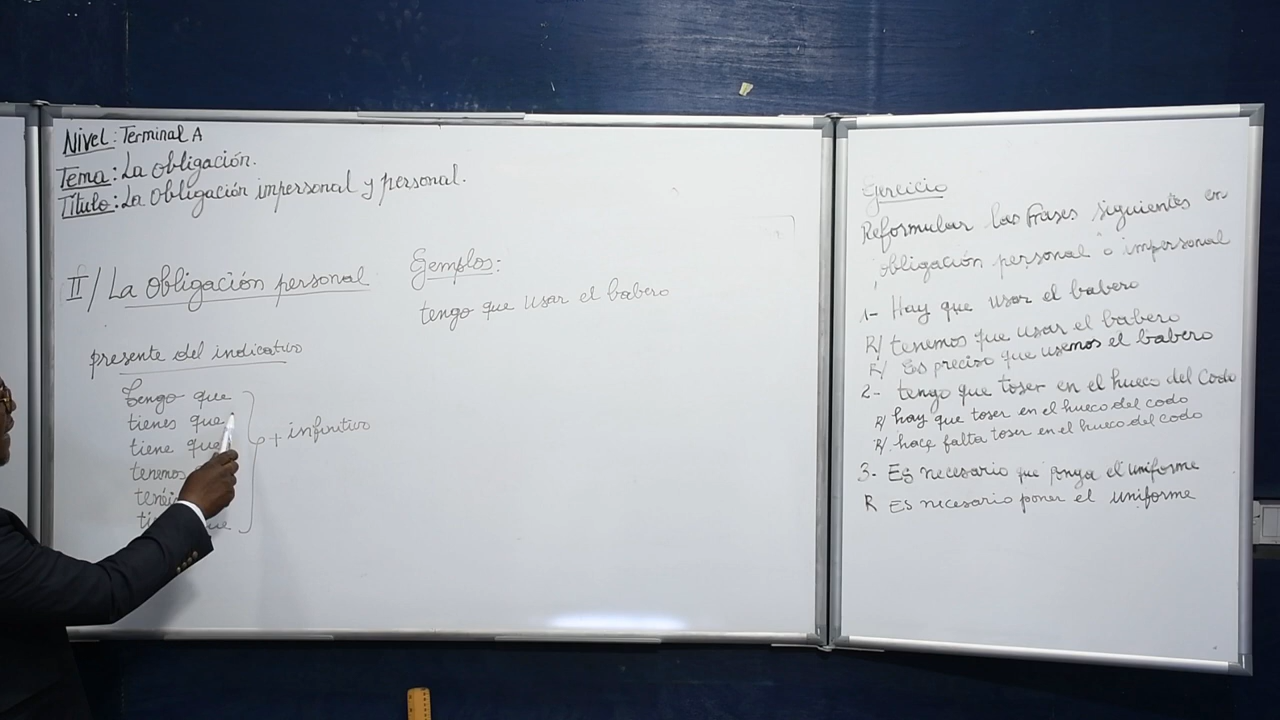 Nivel: Terminal A
Tema: La obligación.
Título: La obligación impersonal y personal.
II/ La obligación personal
presente del indicativo
Tengo que
tienes que
tiene que
tenemos
+ infinitivo
Ejemplos:
tengo que usar el babero
Ejercicio
Reformular las frases siguientes en
obligación personal o impersonal
1- Hay que usar el babero
R/ tenemos que usar el babero
R/ Es preciso que usemos el babero
2- tengo que toser en el hueco del codo
R/ hay que toser en el hueco del codo
R/ hace falta toser en el hueco del codo
3- Es necesario que ponga el uniforme
R Es necesario poner el uniforme